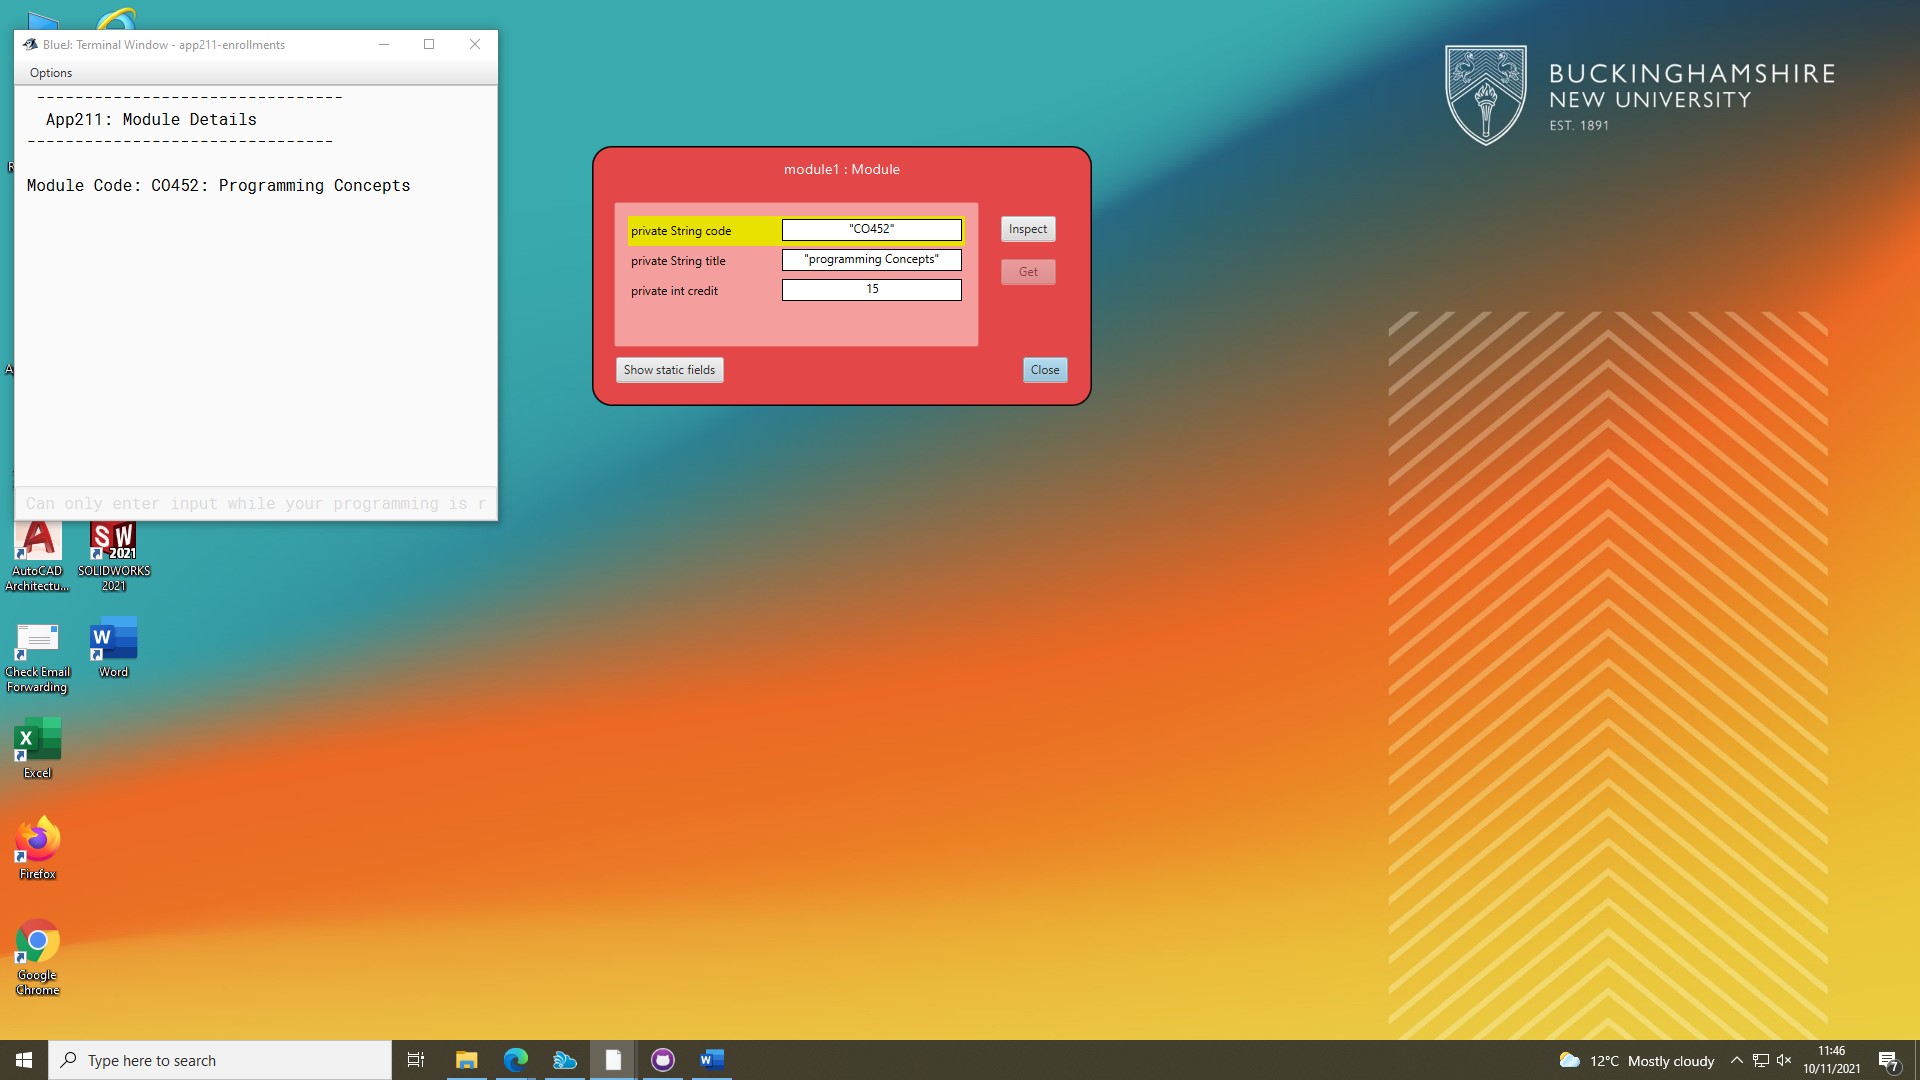 BlueJ: Terminal Window - app211-enrollments
Options
--------------------------------
App211: Module Details
--------------------------------
Module Code: CO452: Programming Concepts
Can only enter input while your programming is r
BUCKINGHAMSHIRE
NEW UNIVERSITY
EST. 1891
module1 : Module
private String code
"CO452"
Inspect
private String title
"programming Concepts"
Get
private int credit
15
Show static fields
Close
AutoCAD
Architectu...
SW
2021
SOLIDWORKS
2021
Check Email
Forwarding
W
Word
X
Excel
Firefox
Google
Chrome
Type here to search
W
12°C Mostly cloudy
11:46
10/11/2021
7